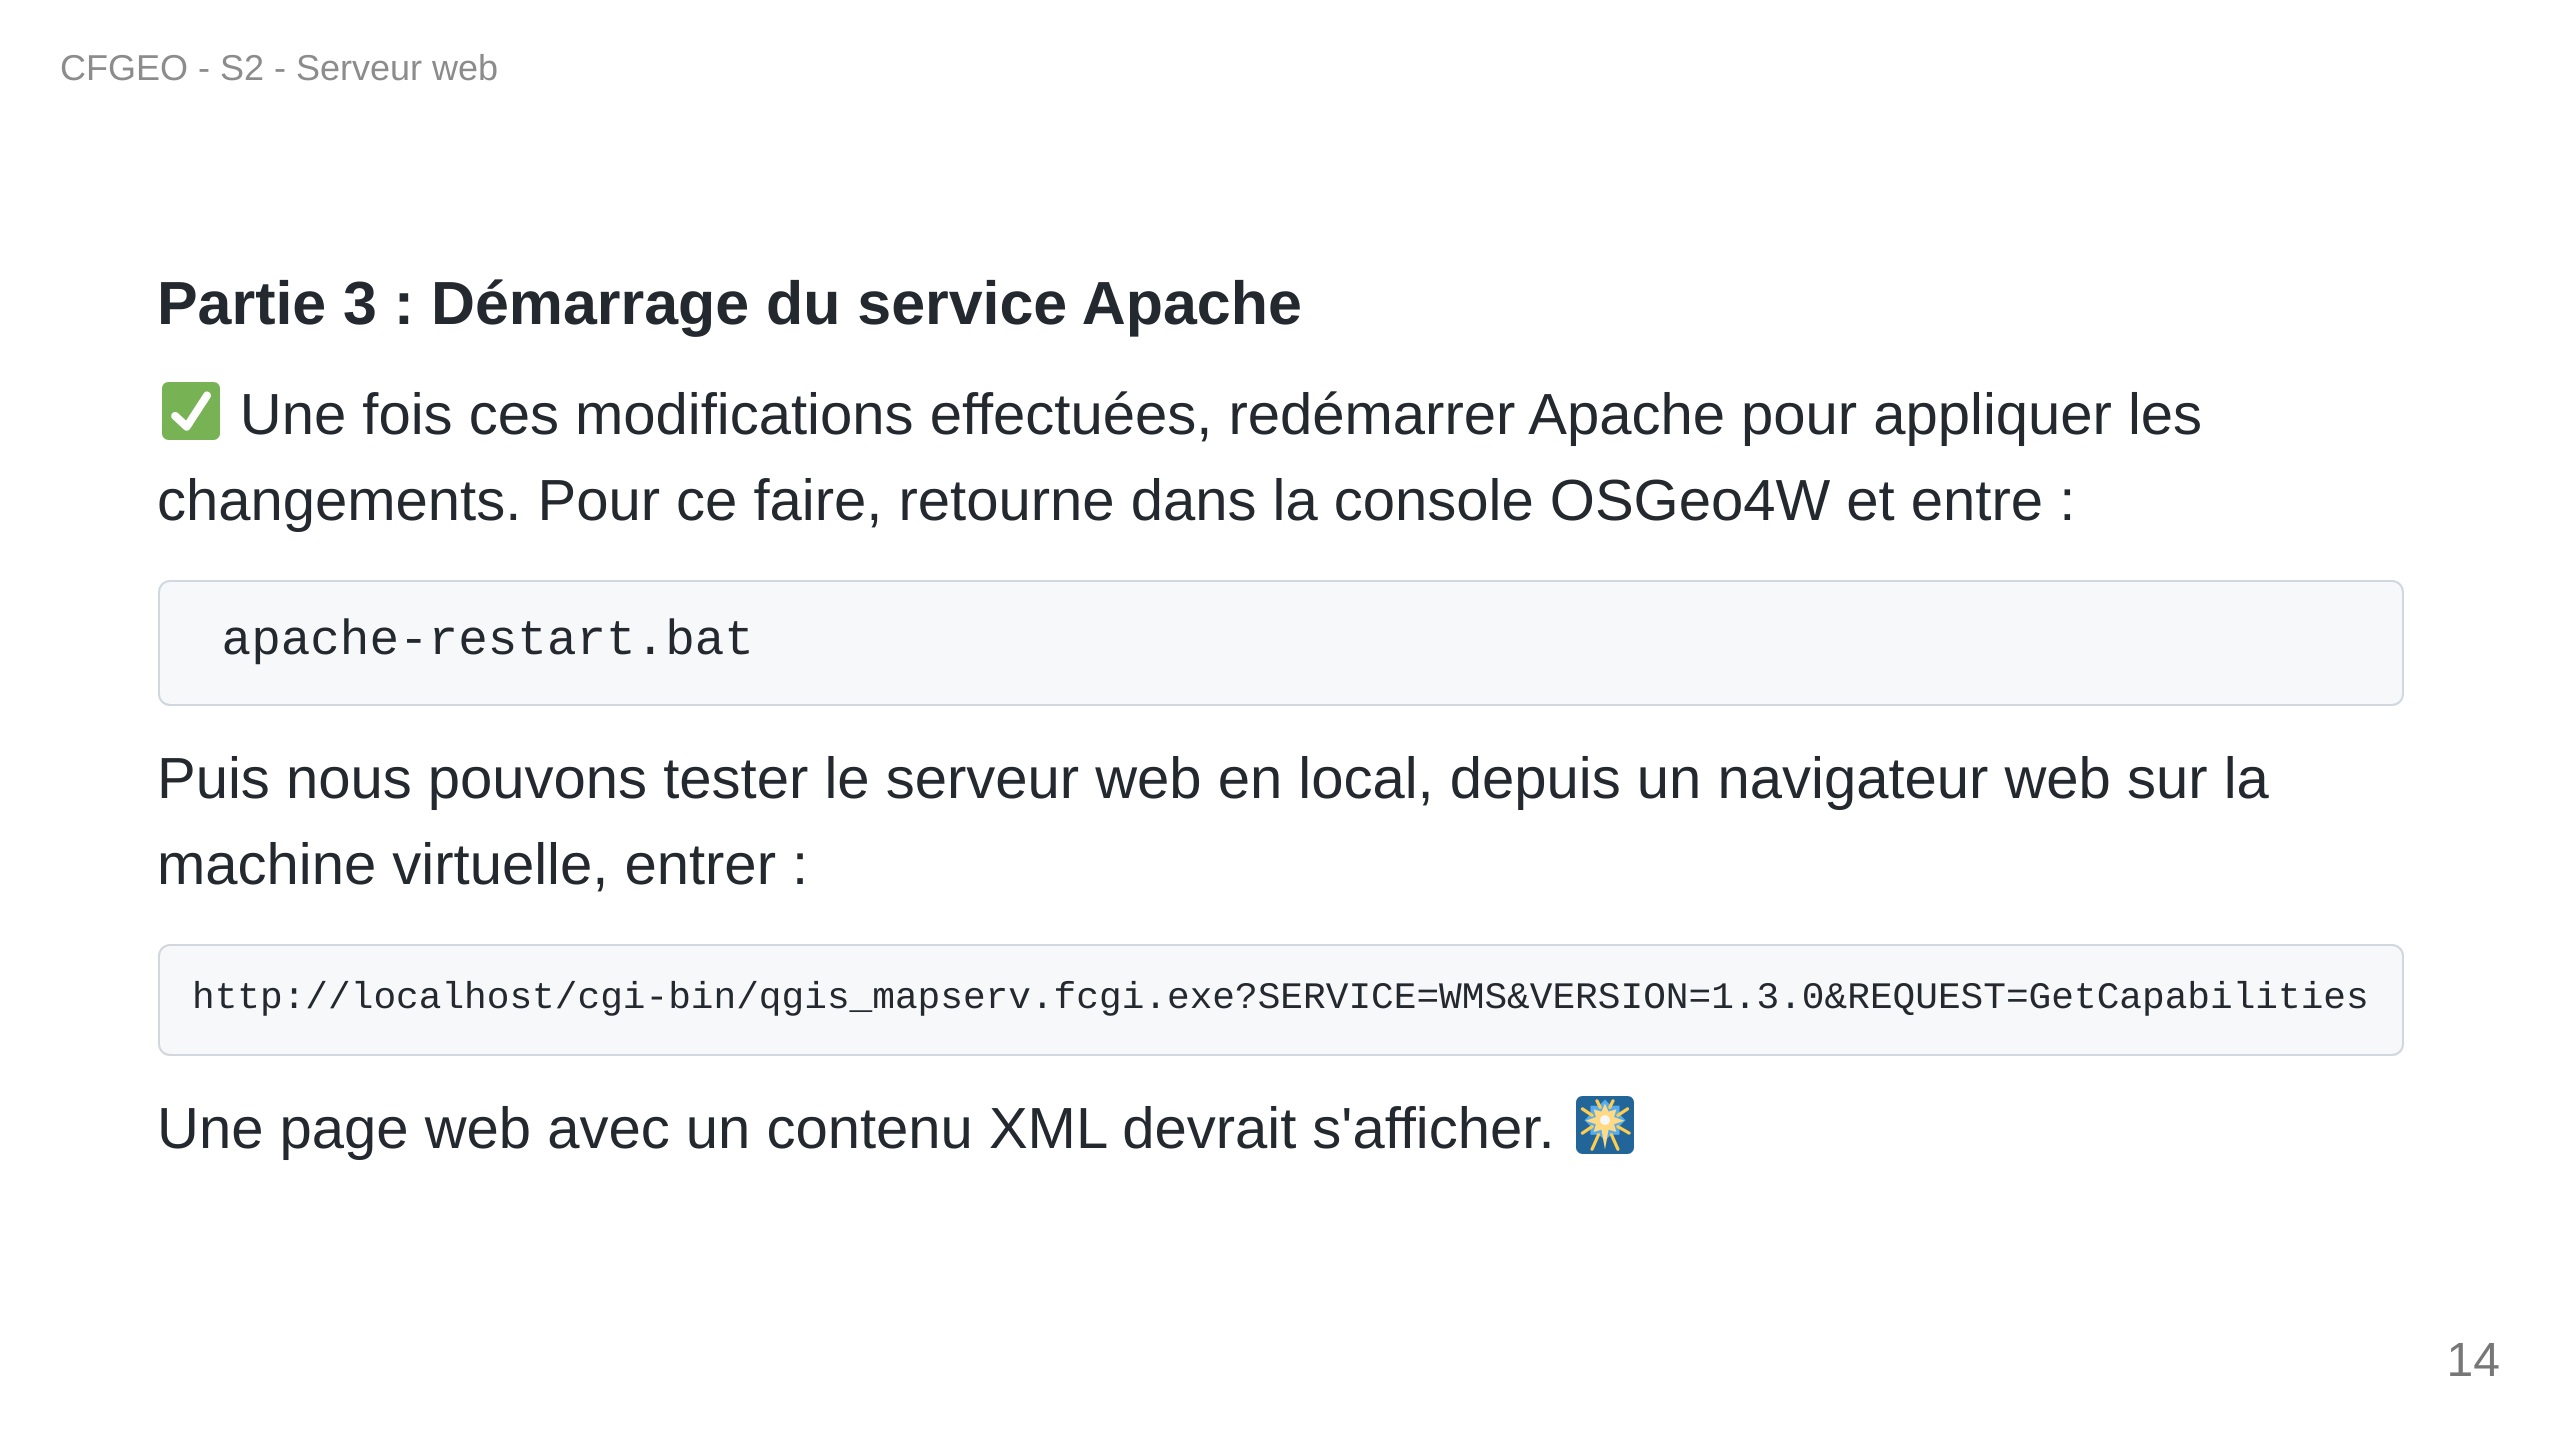 CFGEO - S2 - Serveur web
Partie 3 : Démarrage du service Apache
✅ Une fois ces modifications effectuées, redémarrer Apache pour appliquer les
changements. Pour ce faire, retourne dans la console OSGeo4W et entre :
apache-restart.bat
Puis nous pouvons tester le serveur web en local, depuis un navigateur web sur la
machine virtuelle, entrer :
http://localhost/cgi-bin/qgis_mapserv.fcgi.exe?SERVICE=WMS&VERSION=1.3.0&REQUEST=GetCapabilities
Une page web avec un contenu XML devrait s'afficher. 🎆
14